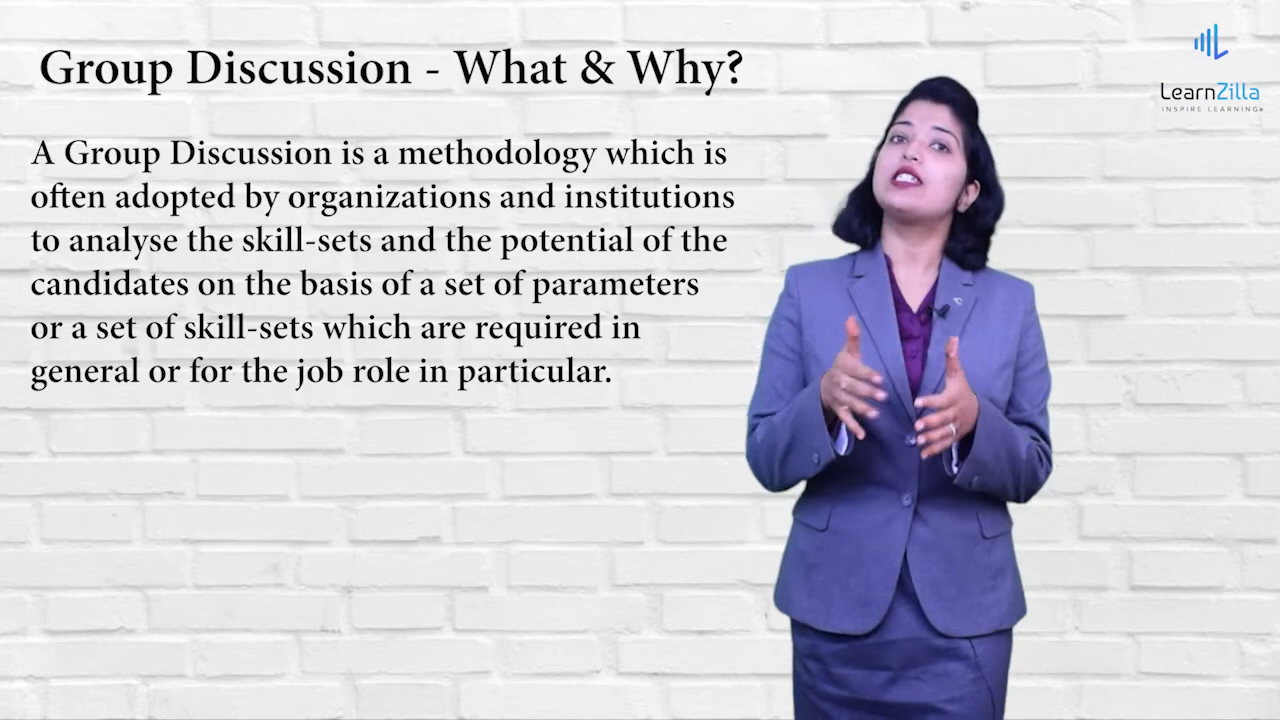 Group Discussion - What & Why?
LearnZilla
INSPIRE LEARNING®
A Group Discussion is a methodology which is
often adopted by organizations and institutions
to analyse the skill-sets and the potential of the
candidates on the basis of a set of parameters
or a set of skill-sets which are required in
general or for the job role in particular.